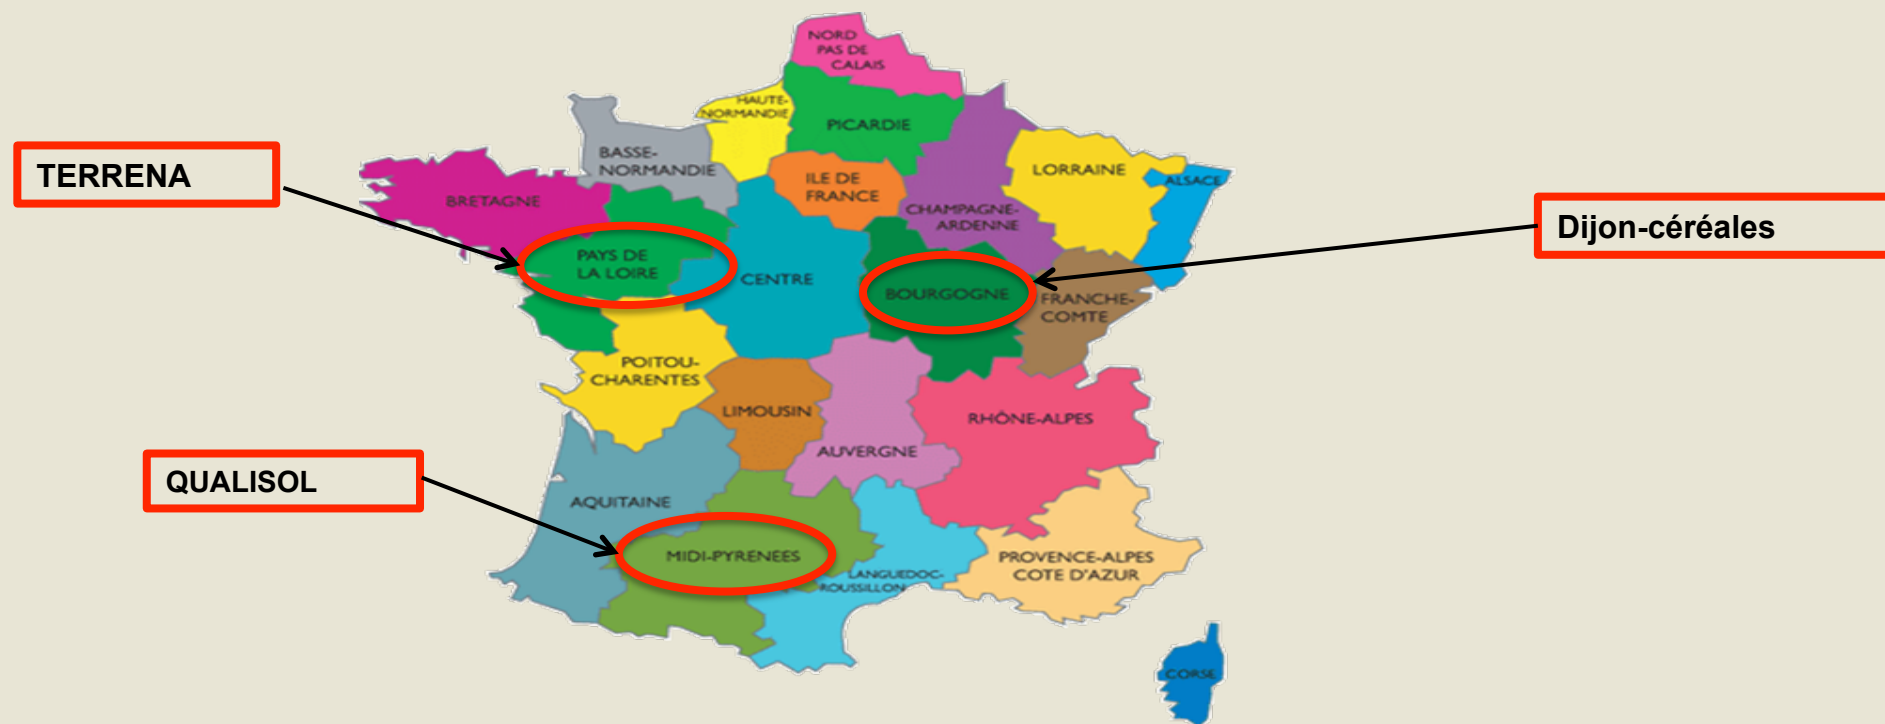 NORD
PAS DE
CALAIS
HAUTE-
NORMANDIE
PICARDIE
TERRENA
BASSE-
NORMANDIE
ILE DE
FRANCE
LORRAINE
ALSACE
BRETAGNE
CHAMPAGNE-
ARDENNE
Dijon-céréales
PAYS DE
LA LOIRE
CENTRE
BOURGOGNE
FRANCHE-
COMTE
POITOU-
CHARENTES
LIMOUSIN
RHÔNE-ALPES
AUVERGNE
QUALISOL
AQUITAINE
MIDI-PYRENEES
LANGUEDOC-
ROUSSILLON
PROVENCE-ALPES
COTE D'AZUR
CORSE